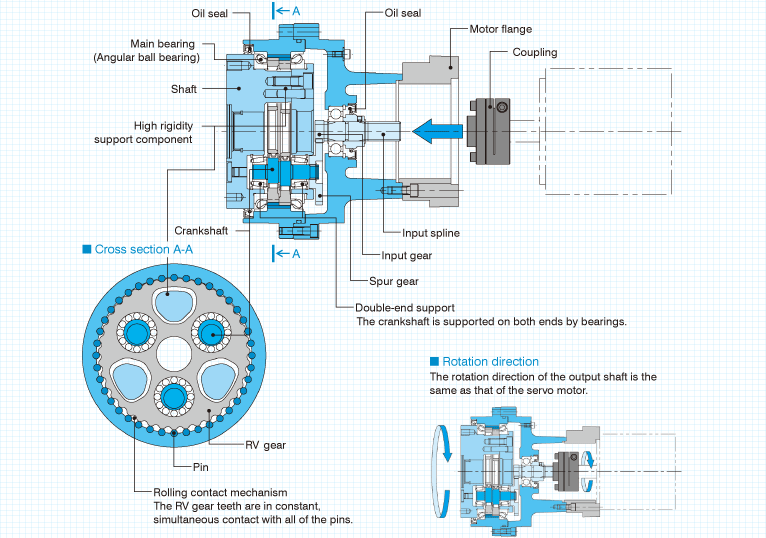 Oil seal
A
Oil seal
Motor flange
Main bearing
(Angular ball bearing)
Coupling
Shaft
High rigidity
support component
Crankshaft
Input spline
Cross section A-A
A
Input gear
Spur gear
Double-end support
The crankshaft is supported on both ends by bearings.
Rotation direction
The rotation direction of the output shaft is the
same as that of the servo motor.
RV gear
Pin
Rolling contact mechanism
The RV gear teeth are in constant,
simultaneous contact with all of the pins.